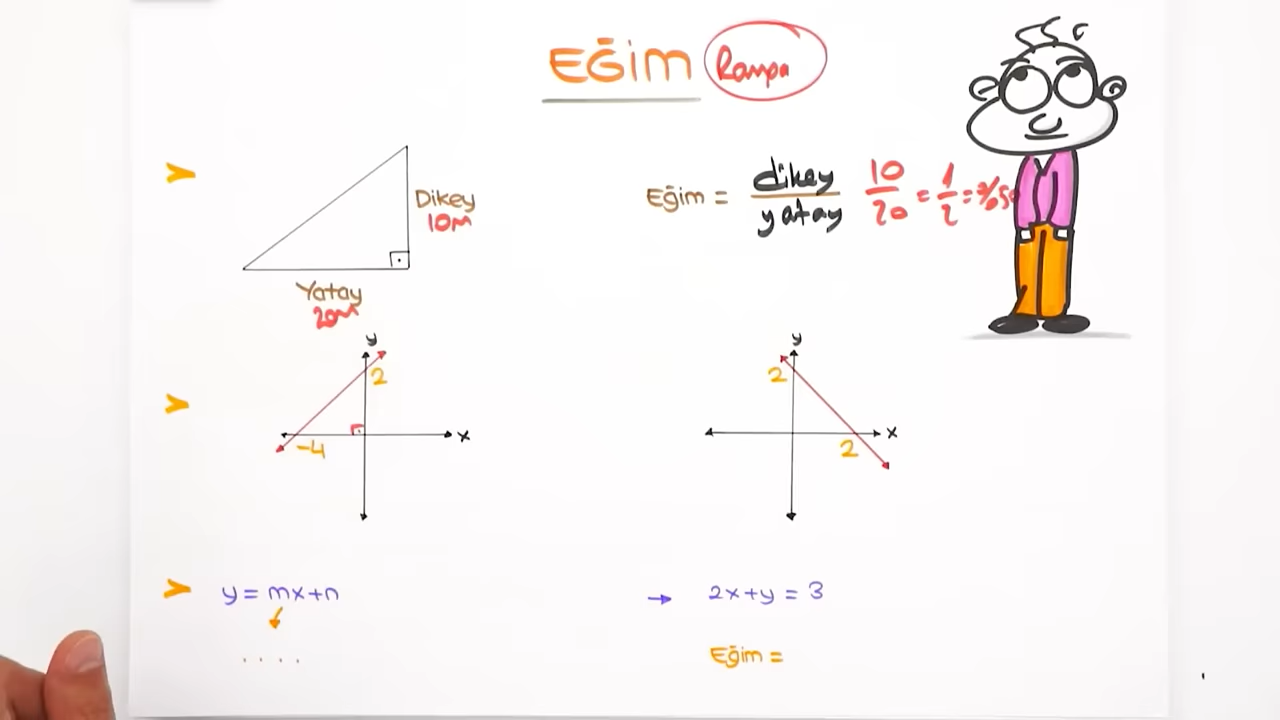 EĞİM Rampa
Dikey
10m
Yatay
20m
Eğim = dikey/yatay 10/20 = 1/2 = %50
y
2
-4
x
y
2
2
x
y = mx+n
....
→ 2x+y = 3
Eğim =